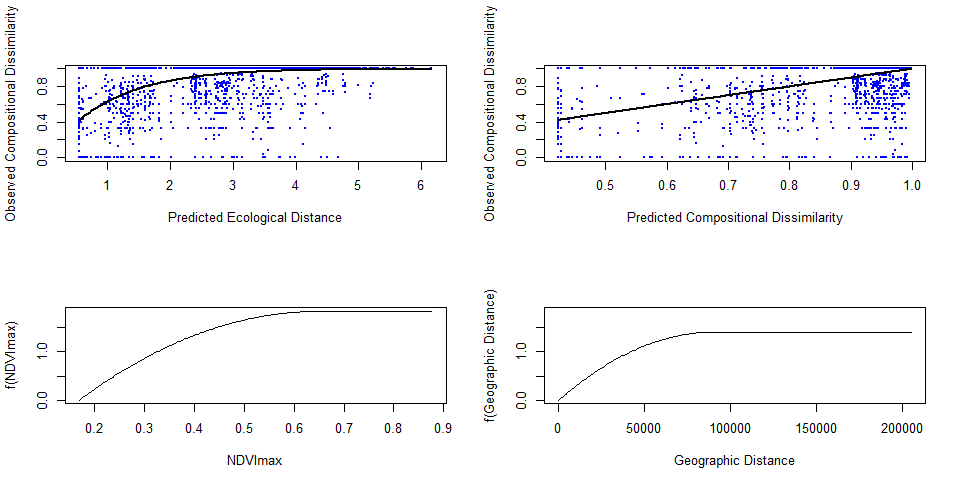 Observed Compositional Dissimilarity
0.0 0.4 0.8
1 2 3 4 5 6
Predicted Ecological Distance
Observed Compositional Dissimilarity
0.0 0.4 0.8
0.5 0.6 0.7 0.8 0.9 1.0
Predicted Compositional Dissimilarity
f(NDVImax)
0.0 1.0
0.2 0.3 0.4 0.5 0.6 0.7 0.8 0.9
NDVImax
f(Geographic Distance)
0.0 1.0
0 50000 100000 150000 200000
Geographic Distance